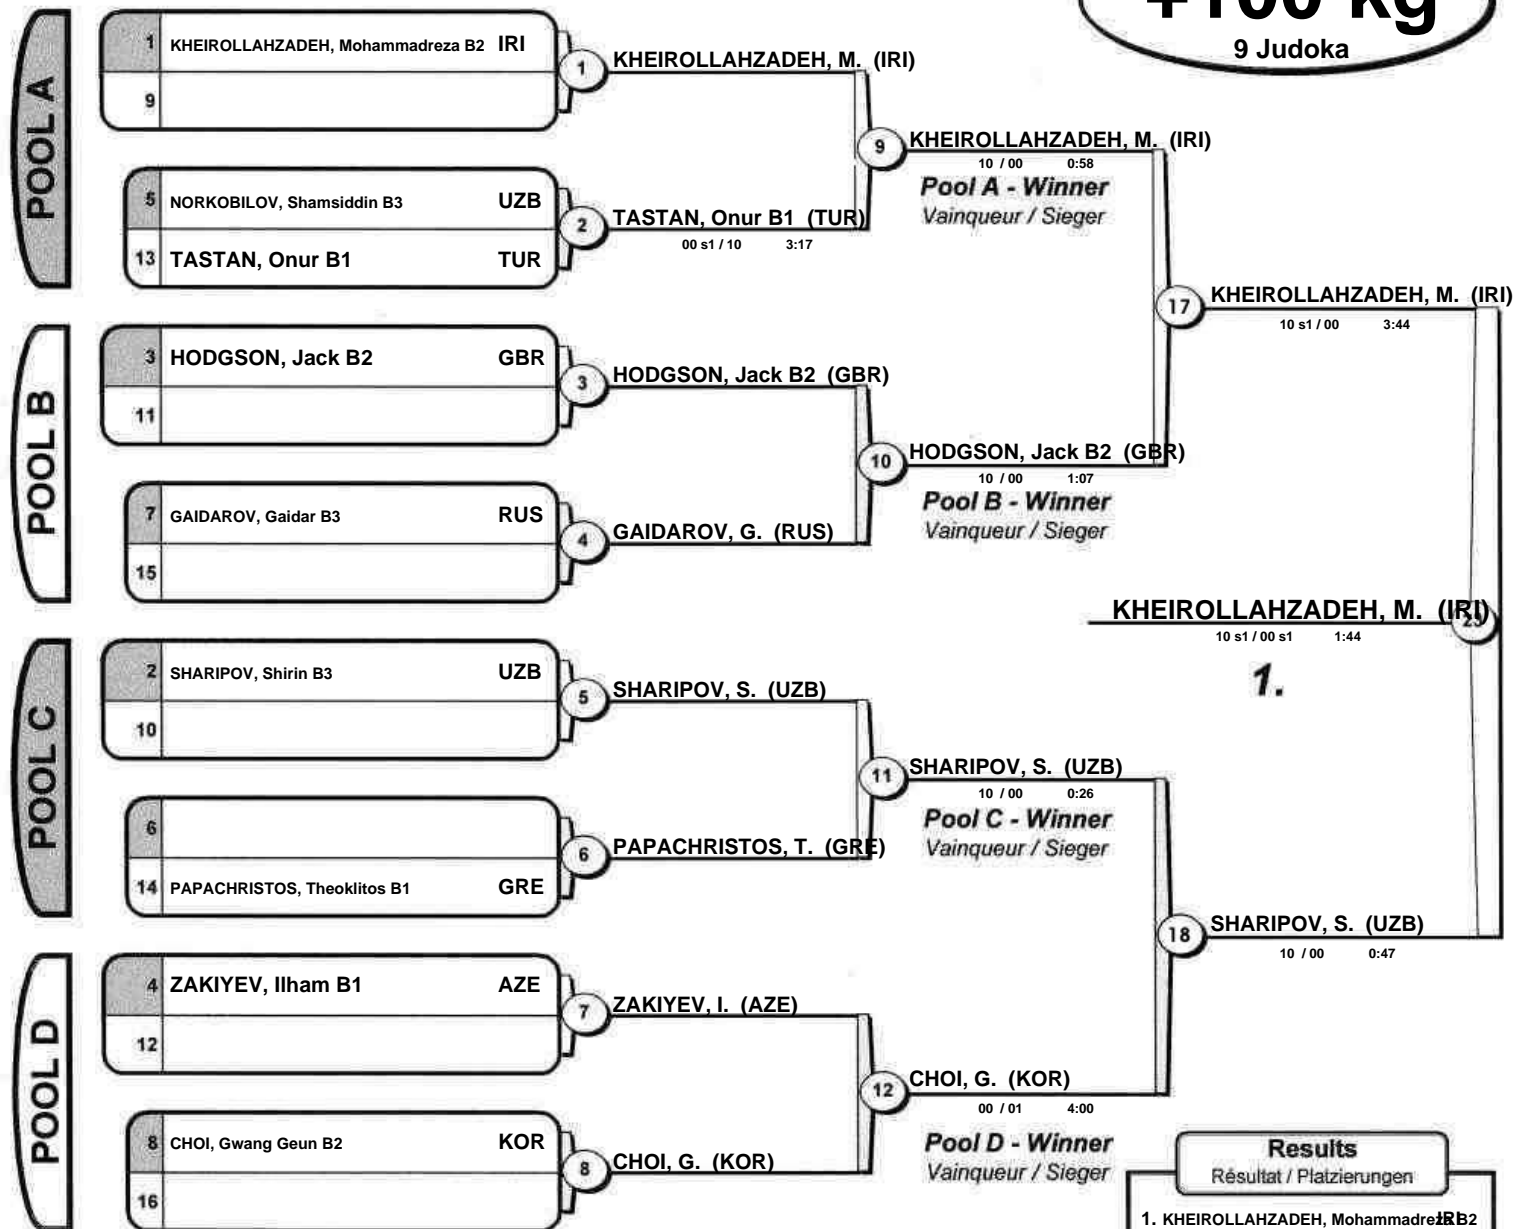 +100 kg
9 Judoka
POOL A
1 KHEIROLLAHZADEH, Mohammadreza B2 IRI
9
5 NORKOBILOV, Shamsiddin B3 UZB
13 TASTAN, Onur B1 TUR
1 KHEIROLLAHZADEH, M. (IRI)
2 TASTAN, Onur B1 (TUR)
00 s1 / 10 3:17
9 KHEIROLLAHZADEH, M. (IRI)
10 / 00 0:58
Pool A - Winner
Vainqueur / Sieger
POOL B
3 HODGSON, Jack B2 GBR
11
7 GAIDAROV, Gaidar B3 RUS
15
3 HODGSON, Jack B2 (GBR)
4 GAIDAROV, G. (RUS)
10 HODGSON, Jack B2 (GBR)
10 / 00 1:07
Pool B - Winner
Vainqueur / Sieger
17 KHEIROLLAHZADEH, M. (IRI)
10 s1 / 00 3:44
KHEIROLLAHZADEH, M. (IRI) 23
10 s1 / 00 s1 1:44
1.
POOL C
2 SHARIPOV, Shirin B3 UZB
10
6
14 PAPACHRISTOS, Theoklitos B1 GRE
5 SHARIPOV, S. (UZB)
6 PAPACHRISTOS, T. (GRE)
11 SHARIPOV, S. (UZB)
10 / 00 0:26
Pool C - Winner
Vainqueur / Sieger
POOL D
4 ZAKIYEV, Ilham B1 AZE
12
8 CHOI, Gwang Geun B2 KOR
16
7 ZAKIYEV, I. (AZE)
8 CHOI, G. (KOR)
12 CHOI, G. (KOR)
00 / 01 4:00
Pool D - Winner
Vainqueur / Sieger
18 SHARIPOV, S. (UZB)
10 / 00 0:47
Results
Résultat / Platzierungen
1. KHEIROLLAHZADEH, Mohammadreza B2 IRI